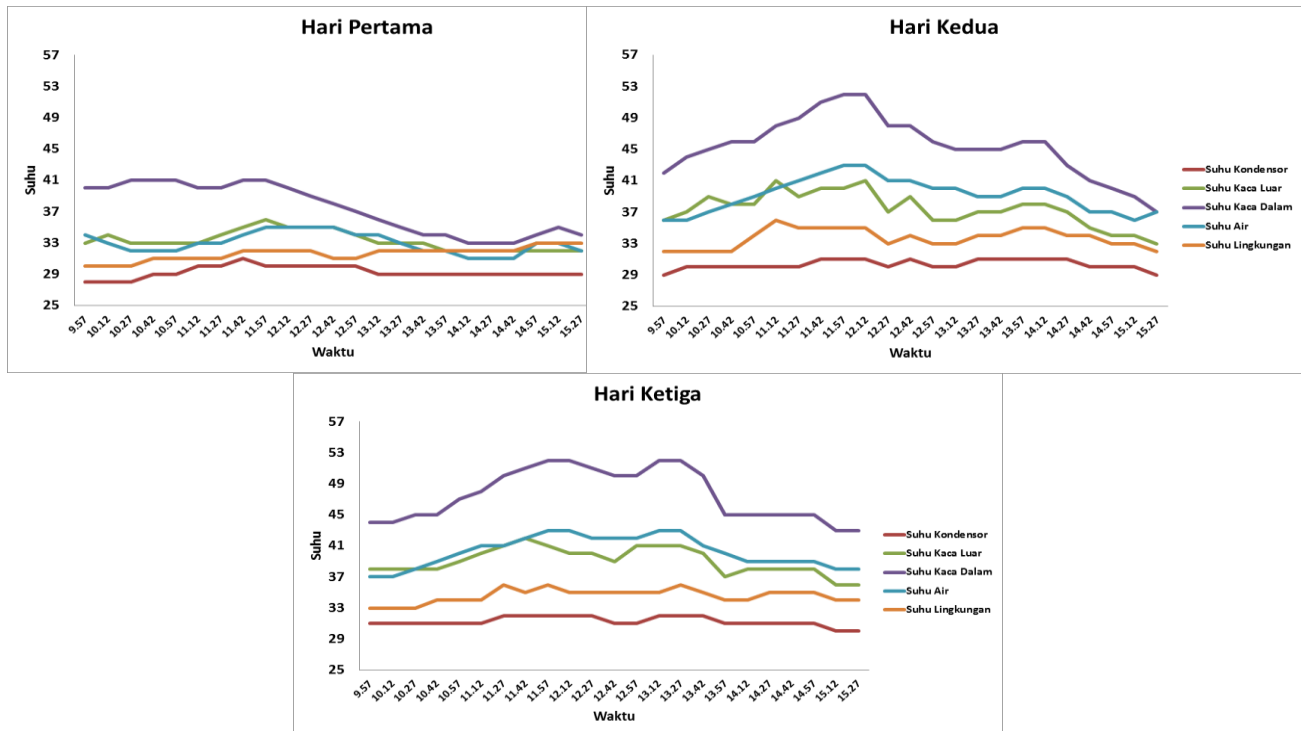 Hari Pertama
57
53
49
45
41
37
33
29
25
Suhu
9.57 10.12 10.27 10.42 10.57 11.12 11.27 11.42 11.57 12.12 12.27 12.42 12.57 13.12 13.27 13.42 13.57 14.12 14.27 14.42 14.57 15.12 15.27
Waktu
Hari Kedua
57
53
49
45
41
37
33
29
25
Suhu
9.57 10.12 10.27 10.42 10.57 11.12 11.27 11.42 11.57 12.12 12.27 12.42 12.57 13.12 13.27 13.42 13.57 14.12 14.27 14.42 14.57 15.12 15.27
Waktu
Suhu Kondensor
Suhu Kaca Luar
Suhu Kaca Dalam
Suhu Air
Suhu Lingkungan
Hari Ketiga
57
53
49
45
41
37
33
29
25
Suhu
9.57 10.12 10.27 10.42 10.57 11.12 11.27 11.42 11.57 12.12 12.27 12.42 12.57 13.12 13.27 13.42 13.57 14.12 14.27 14.42 14.57 15.12 15.27
Waktu
Suhu Kondensor
Suhu Kaca Luar
Suhu Kaca Dalam
Suhu Air
Suhu Lingkungan